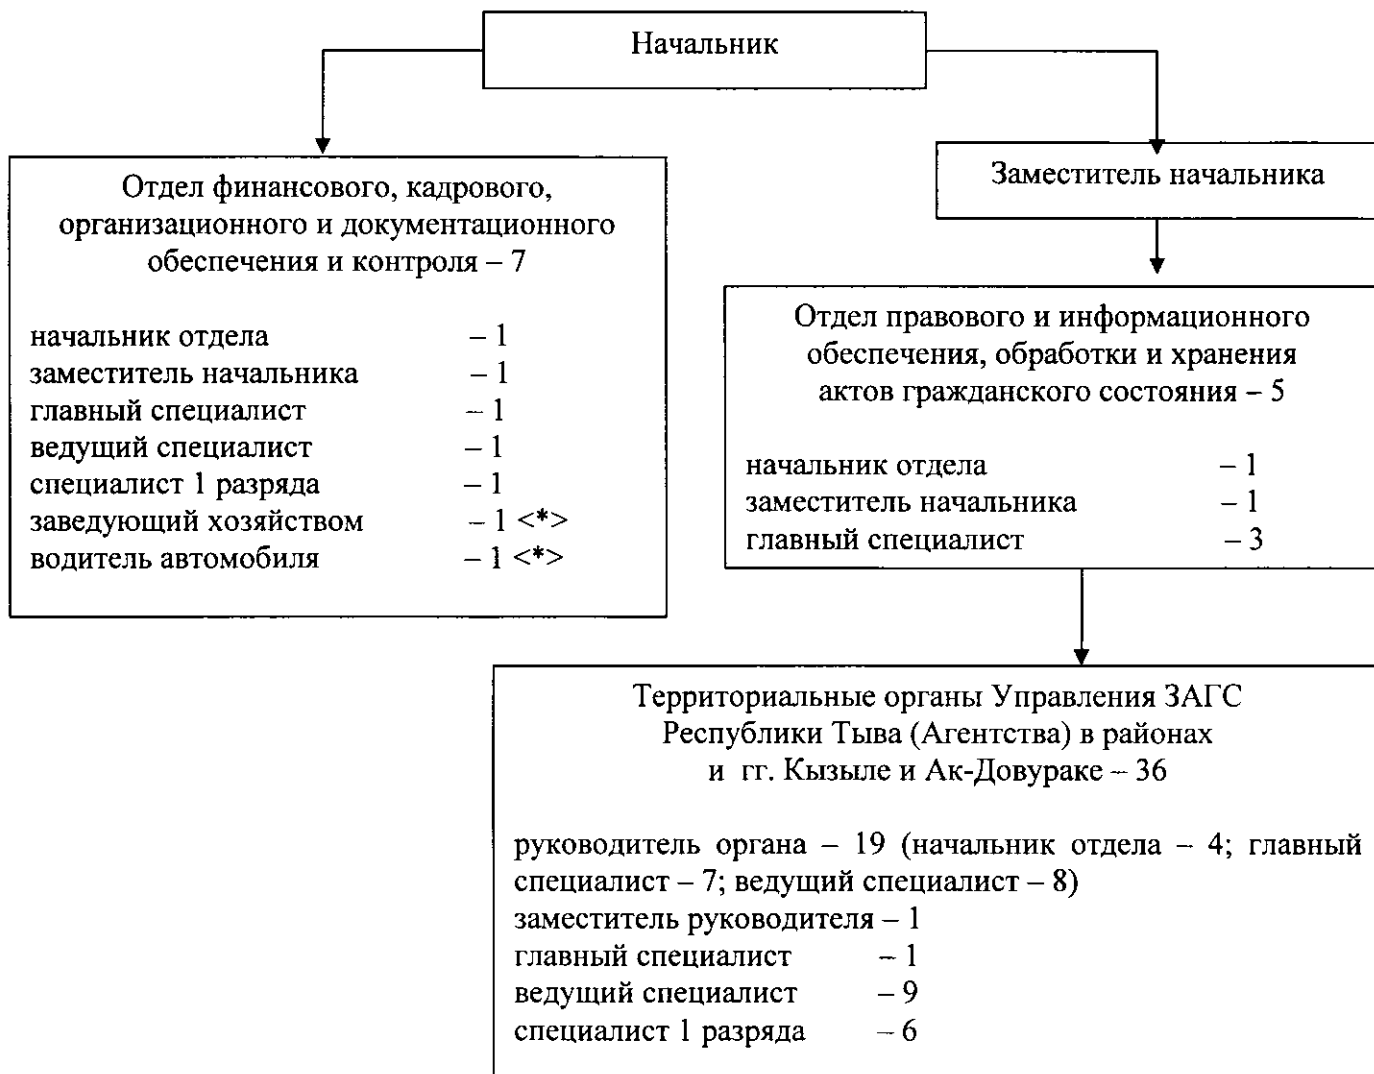 Начальник
Отдел финансового, кадрового,
организационного и документационного
обеспечения и контроля – 7
начальник отдела – 1
заместитель начальника – 1
главный специалист – 1
ведущий специалист – 1
специалист 1 разряда – 1
заведующий хозяйством – 1 <*>
водитель автомобиля – 1 <*>
Заместитель начальника
Отдел правового и информационного
обеспечения, обработки и хранения
актов гражданского состояния – 5
начальник отдела – 1
заместитель начальника – 1
главный специалист – 3
Территориальные органы Управления ЗАГС
Республики Тыва (Агентства) в районах
и гг. Кызыле и Ак-Довураке – 36
руководитель органа – 19 (начальник отдела – 4; главный
специалист – 7; ведущий специалист – 8)
заместитель руководителя – 1
главный специалист – 1
ведущий специалист – 9
специалист 1 разряда – 6